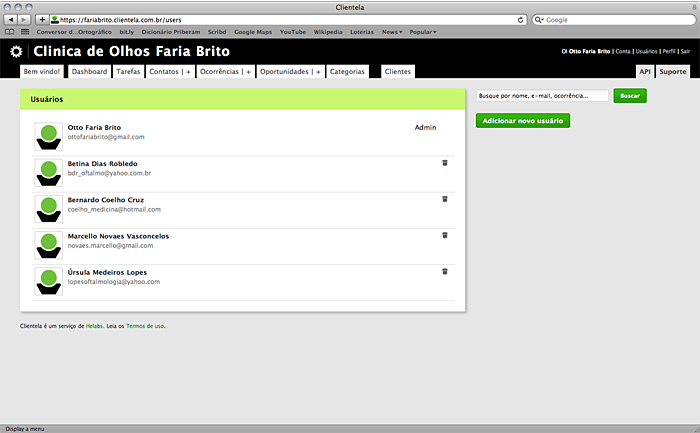 Clientela
https://fariabrito.clientela.com.br/users
Google
Conversor d...Ortográfico bit.ly Dicionário Priberam Scribd Google Maps YouTube Wikipedia Loterias News Popular
Clinica de Olhos Faria Brito
Oi Otto Faria Brito | Conta | Usuários | Perfil | Sair
Bem vindo! Dashboard Tarefas Contatos | + Ocorrências | + Oportunidades | + Categorias Clientes API Suporte
Usuários
Busque por nome, e-mail, ocorrência... Buscar
Adicionar novo usuário
Otto Faria Brito Admin
ottofariabrito@gmail.com
Betina Dias Robledo
bdr_oftalmo@yahoo.com.br
Bernardo Coelho Cruz
coelho_medicina@hotmail.com
Marcello Novaes Vasconcelos
novaes.marcello@gmail.com
Úrsula Medeiros Lopes
lopesoftalmologia@yahoo.com
Clientela é um serviço de Helabs. Leia os Termos de uso.
Display a menu